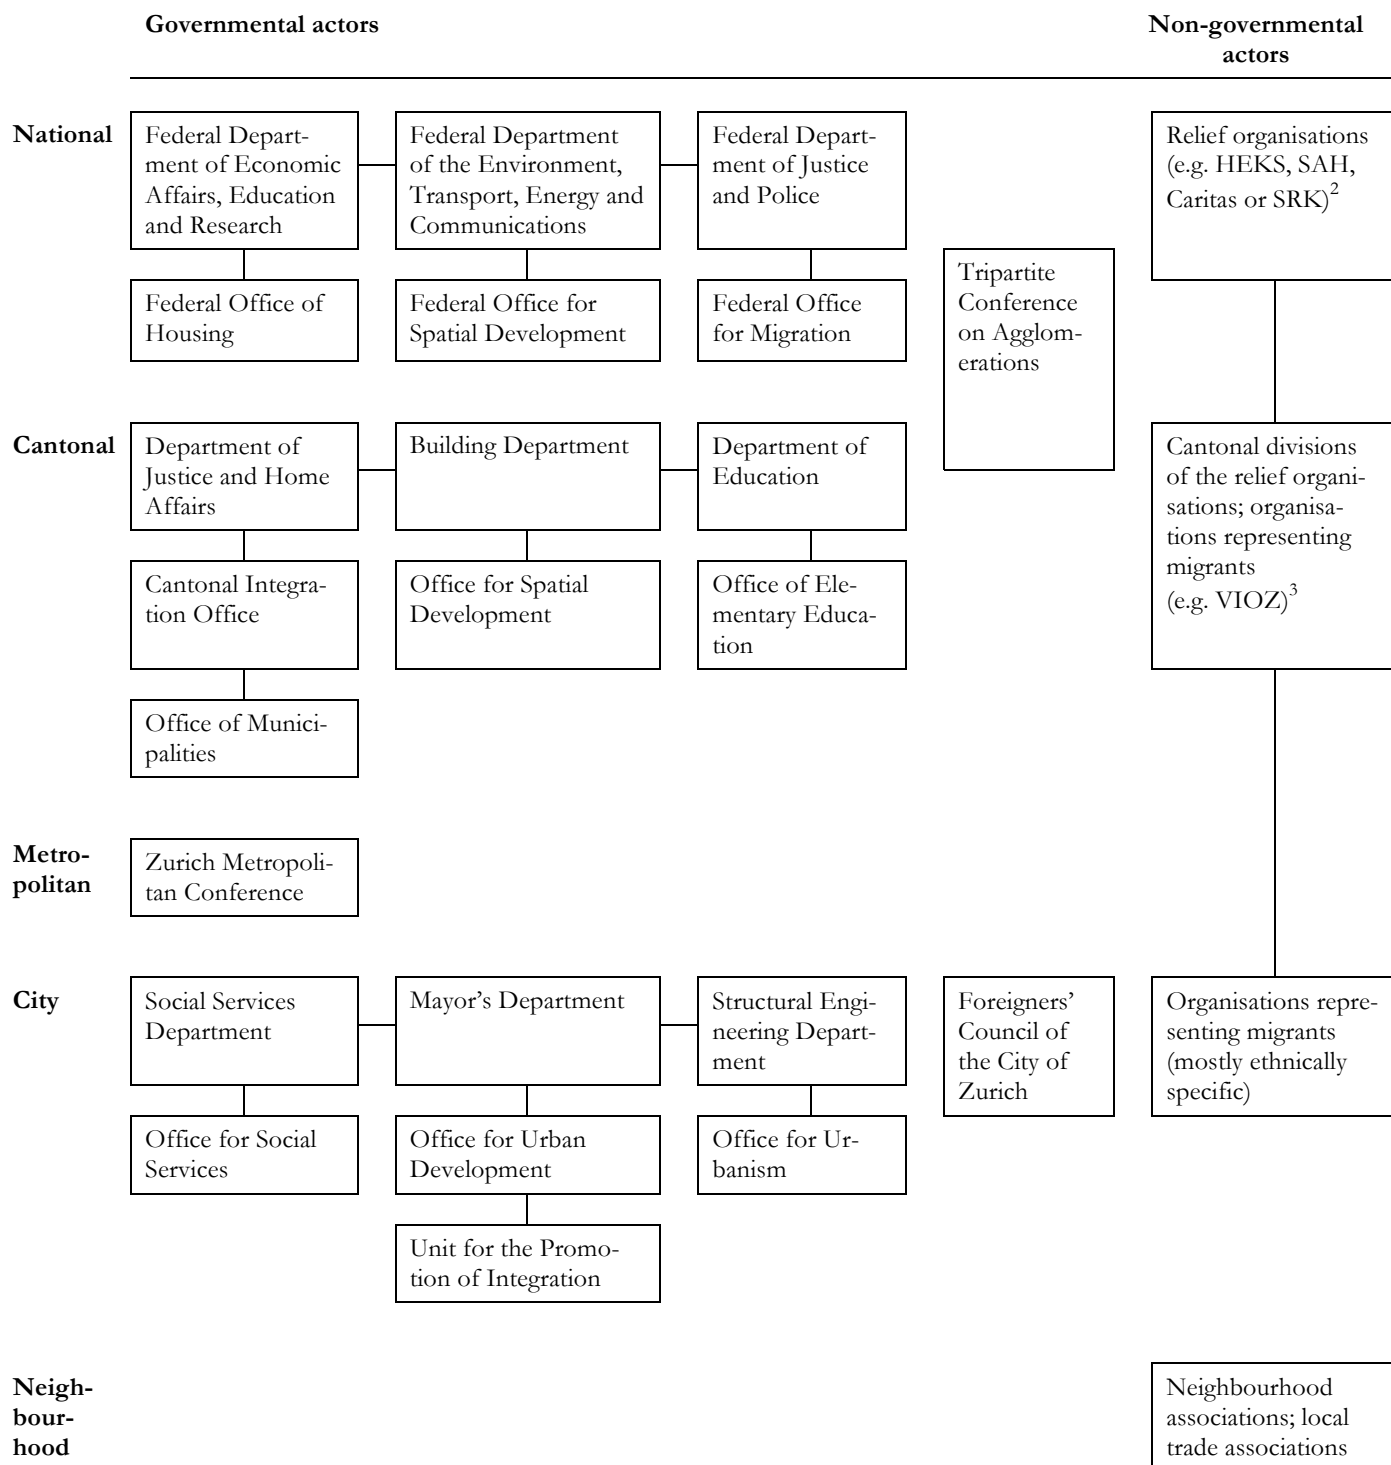 Governmental actors
Non-governmental
actors
National
Federal Depart-
ment of Economic
Affairs, Education
and Research
Federal Department
of the Environment,
Transport, Energy and
Communications
Federal Depart-
ment of Justice
and Police
Relief organisations
(e.g. HEKS, SAH,
Caritas or SRK)2
Federal Office of
Housing
Federal Office for
Spatial Development
Federal Office
for Migration
Tripartite
Conference
on Agglom-
erations
Cantonal
Department of
Justice and Home
Affairs
Building Department
Department of
Education
Cantonal divisions
of the relief organi-
sations; organisa-
tions representing
migrants
(e.g. VIOZ)3
Cantonal Integra-
tion Office
Office for Spatial
Development
Office of Ele-
mentary Educa-
tion
Office of Munici-
palities
Metro-
politan
Zurich Metropoli-
tan Conference
City
Social Services
Department
Mayor’s Department
Structural Engi-
neering Depart-
ment
Foreigners’
Council of
the City of
Zurich
Organisations repre-
senting migrants
(mostly ethnically
specific)
Office for Social
Services
Office for Urban
Development
Office for Ur-
banism
Unit for the Promo-
tion of Integration
Neigh-
bour-
hood
Neighbourhood
associations; local
trade associations